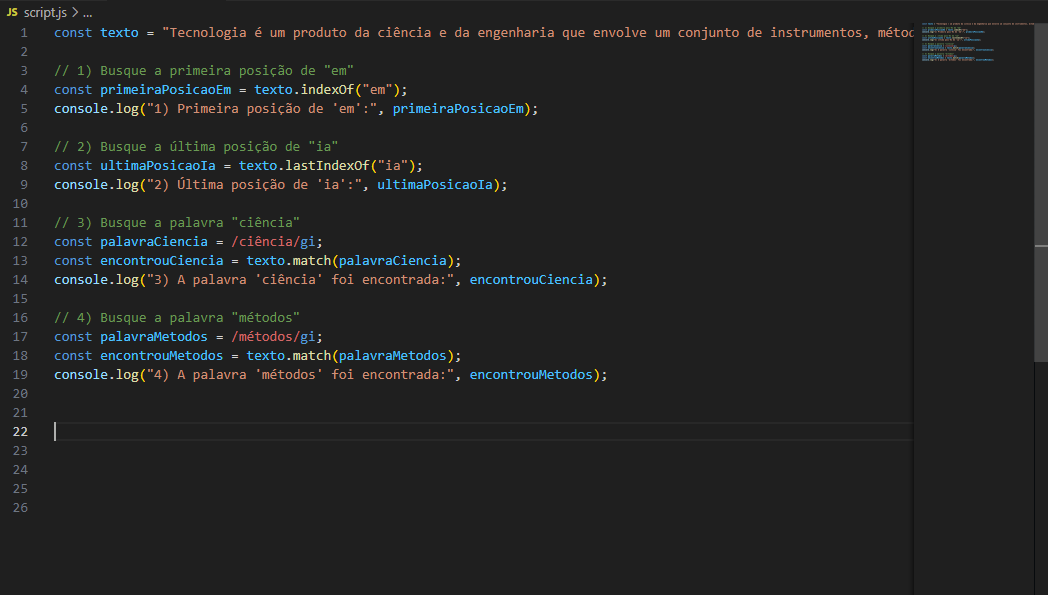 JS script.js > ...
1 const texto = "Tecnologia é um produto da ciência e da engenharia que envolve um conjunto de instrumentos, métod
2
3 // 1) Busque a primeira posição de "em"
4 const primeiraPosicaoEm = texto.indexOf("em");
5 console.log("1) Primeira posição de 'em':", primeiraPosicaoEm);
6
7 // 2) Busque a última posição de "ia"
8 const ultimaPosicaoIa = texto.lastIndexOf("ia");
9 console.log("2) Última posição de 'ia':", ultimaPosicaoIa);
10
11 // 3) Busque a palavra "ciência"
12 const palavraCiencia = /ciência/gi;
13 const encontrouCiencia = texto.match(palavraCiencia);
14 console.log("3) A palavra 'ciência' foi encontrada:", encontrouCiencia);
15
16 // 4) Busque a palavra "métodos"
17 const palavraMetodos = /métodos/gi;
18 const encontrouMetodos = texto.match(palavraMetodos);
19 console.log("4) A palavra 'métodos' foi encontrada:", encontrouMetodos);
20
21
22
23
24
25
26